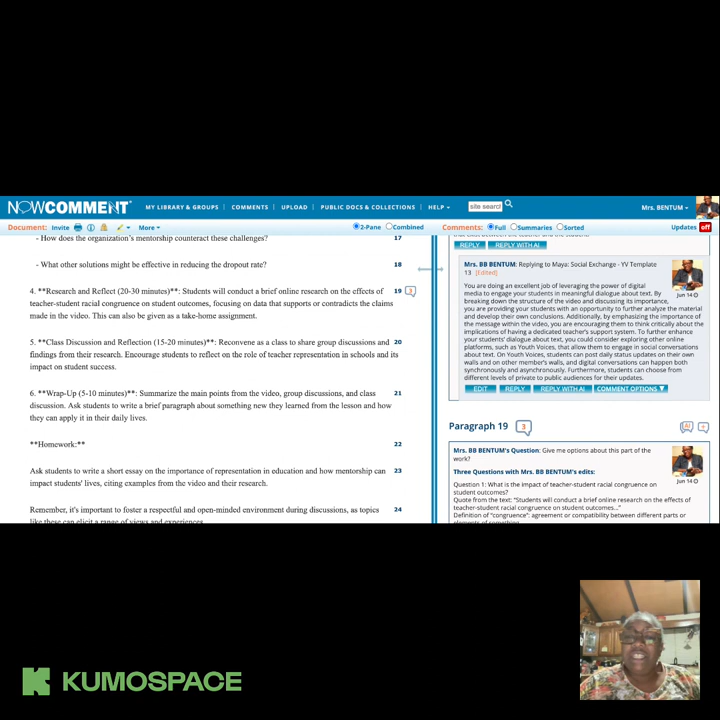 NOWCOMMENT®
MY LIBRARY & GROUPS | COMMENTS | UPLOAD | PUBLIC DOCS & COLLECTIONS | HELP
site search
Mrs. BENTUM
Document: Invite More
2-Pane Combined
Comments: Full Summaries Sorted
Updates off
- How does the organization's mentorship counteract these challenges? 17
- What other solutions might be effective in reducing the dropout rate? 18
4. **Research and Reflect (20-30 minutes)**: Students will conduct a brief online research on the effects of 19 3
teacher-student racial congruence on student outcomes, focusing on data that supports or contradicts the claims
made in the video. This can also be given as a take-home assignment.
5. **Class Discussion and Reflection (15-20 minutes)**: Reconvene as a class to share group discussions and 20
findings from their research. Encourage students to reflect on the role of teacher representation in schools and its
impact on student success.
6. **Wrap-Up (5-10 minutes)**: Summarize the main points from the video, group discussions, and class 21
discussion. Ask students to write a brief paragraph about something new they learned from the lesson and how
they can apply it in their daily lives.
**Homework:** 22
Ask students to write a short essay on the importance of representation in education and how mentorship can 23
impact students' lives, citing examples from the video and their research.
Remember, it's important to foster a respectful and open-minded environment during discussions, as topics 24
like these can elicit a range of views and experiences.
REPLY REPLY WITH AI
Mrs. BB BENTUM: Replying to Maya: Social Exchange - YV Template
13 [Edited]
Jun 14
You are doing an excellent job of leveraging the power of digital
media to engage your students in meaningful dialogue about text. By
breaking down the structure of the video and discussing its importance,
you are providing your students with an opportunity to further analyze the material
and develop their own conclusions. Additionally, by emphasizing the importance of
the message within the video, you are encouraging them to think critically about the
implications of having a dedicated teacher's support system. To further enhance
your students' dialogue about text, you could consider exploring other online
platforms, such as Youth Voices, that allow them to engage in social conversations
about text. On Youth Voices, students can post daily status updates on their own
walls and on other member's walls, and digital conversations can happen both
synchronously and asynchronously. Furthermore, students can choose from
different levels of private to public audiences for their updates.
EDIT REPLY REPLY WITH AI COMMENT OPTIONS
Paragraph 19 3
AI +
Mrs. BB BENTUM's Question: Give me options about this part of the
work?
Jun 14
Three Questions with Mrs. BB BENTUM's edits:
Question 1: What is the impact of teacher-student racial congruence on
student outcomes?
Quote from the text: "Students will conduct a brief online research on the effects of
teacher-student racial congruence on student outcomes..."
Definition of "congruence": agreement or compatibility between different parts or
elements of something.
KUMOSPACE